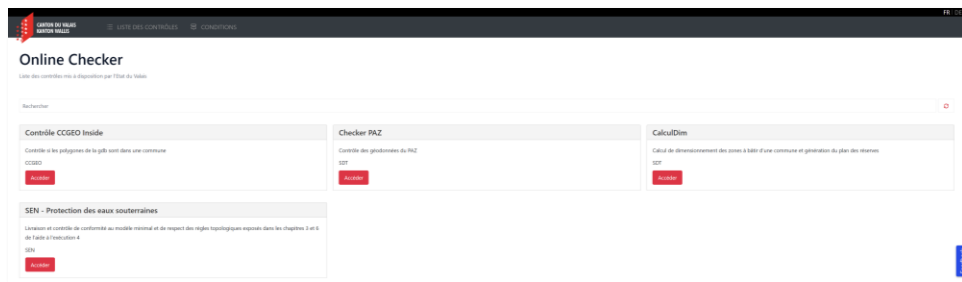 FR DE
CANTON DU VALAIS
KANTON WALLIS
LISTE DES CONTRÔLES
CONDITIONS
Online Checker
Liste des contrôles mis à disposition par l'Etat du Valais
Rechercher
Contrôle CCGEO Inside
Contrôle si les polygones de la gdb sont dans une commune
CCGEO
Accéder
Checker PAZ
Contrôle des géodonnées du PAZ
SDT
Accéder
CalculDim
Calcul de dimensionnement des zones à bâtir d'une commune et génération du plan des réserves
SDT
Accéder
SEN - Protection des eaux souterraines
Livraison et contrôle de conformité au modèle minimal et de respect des règles topologiques exposés dans les chapitres 3 et 6
de l'aide à l'exécution 4
SEN
Accéder